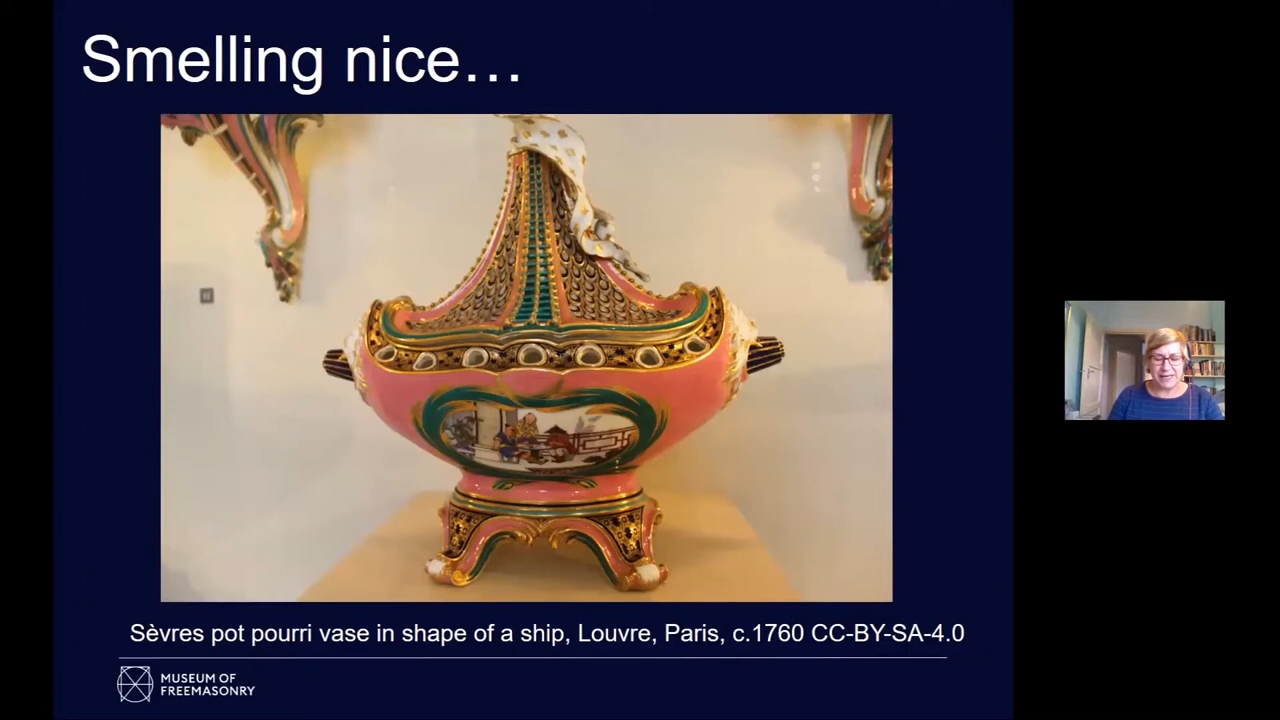 Smelling nice…
Sèvres pot pourri vase in shape of a ship, Louvre, Paris, c.1760 CC-BY-SA-4.0
MUSEUM OF
FREEMASONRY